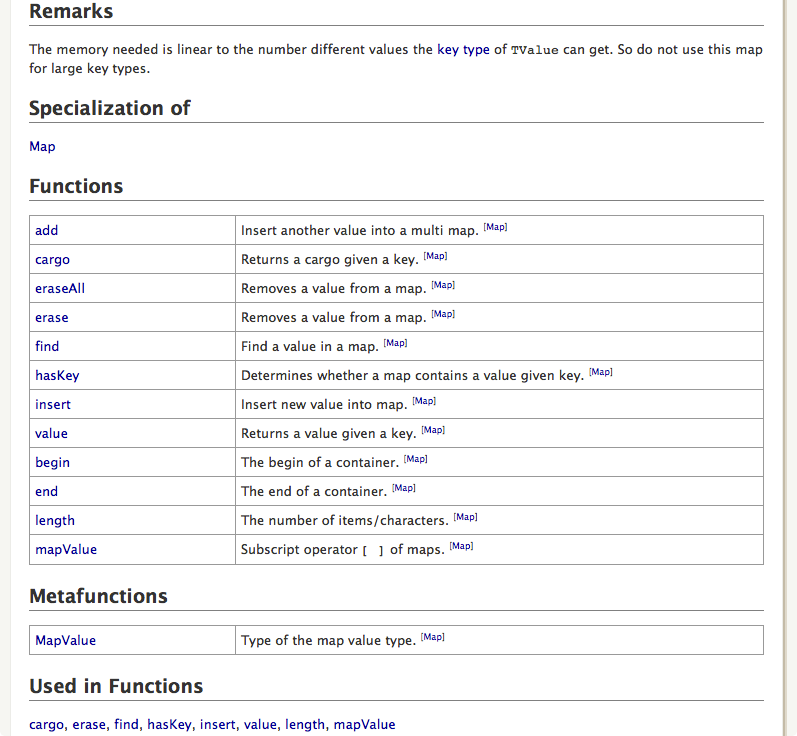 Remarks
The memory needed is linear to the number different values the key type of TValue can get. So do not use this map
for large key types.
Specialization of
Map
Functions
add Insert another value into a multi map. [Map]
cargo Returns a cargo given a key. [Map]
eraseAll Removes a value from a map. [Map]
erase Removes a value from a map. [Map]
find Find a value in a map. [Map]
hasKey Determines whether a map contains a value given key. [Map]
insert Insert new value into map. [Map]
value Returns a value given a key. [Map]
begin The begin of a container. [Map]
end The end of a container. [Map]
length The number of items/characters. [Map]
mapValue Subscript operator [ ] of maps. [Map]
Metafunctions
MapValue Type of the map value type. [Map]
Used in Functions
cargo, erase, find, hasKey, insert, value, length, mapValue